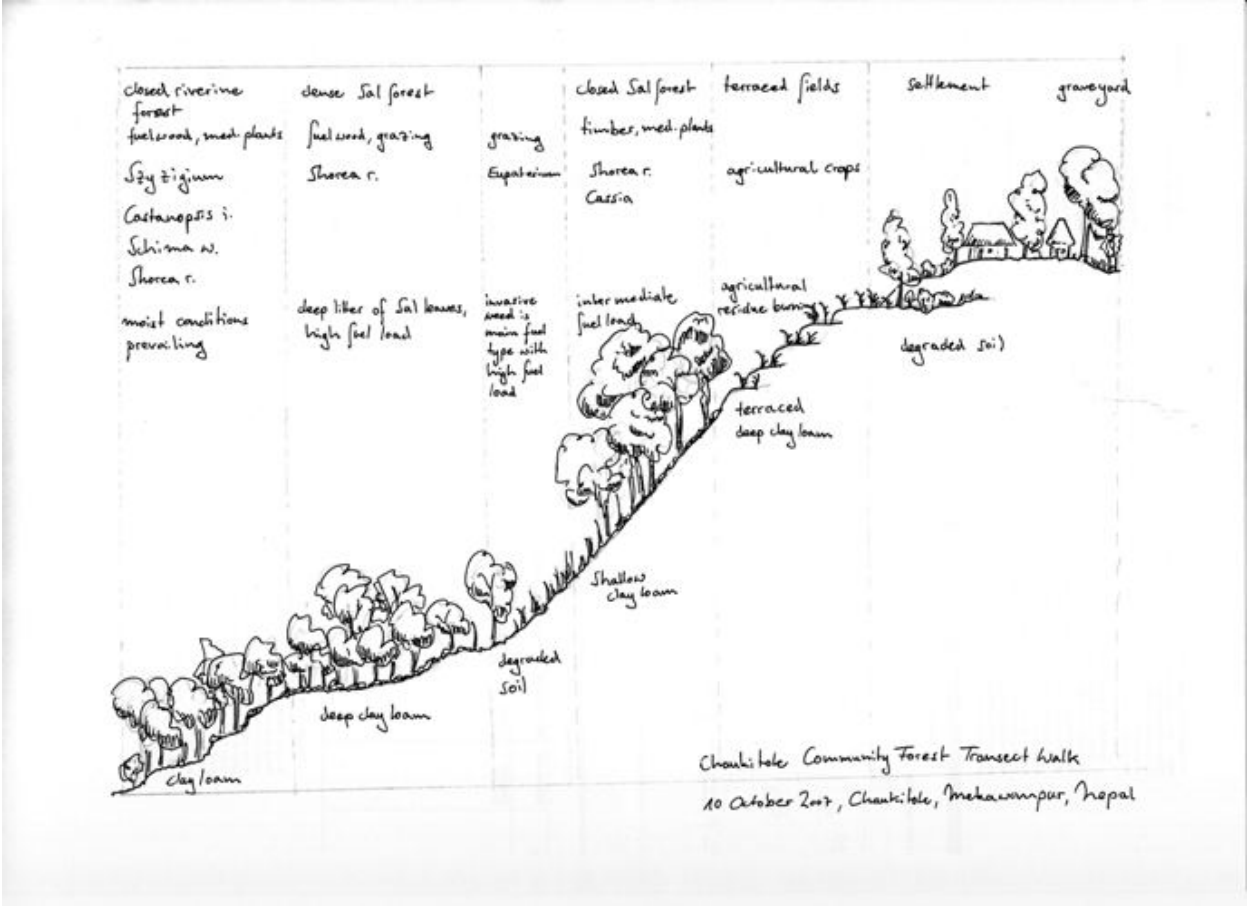 closed riverine
forest
fuelwood, med. plants
Szyzigium
Castanopsis i.
Schima w.
Shorea r.
moist conditions
prevailing
clay loam
dense Sal forest
fuelwood, grazing
Shorea r.
deep litter of Sal leaves,
high fuel load
deep clay loam
grazing
Eupaterium
invasive
weed is
main fuel
type with
high fuel
load
degraded
soil
closed Sal forest
timber, med. plants
Shorea r.
Cassia
intermediate
fuel load
shallow
clay loam
terraced fields
agricultural crops
agricultural
residue burning
terraced
deep clay loam
settlement
degraded soil
graveyard
Chaukitole Community Forest Transect Walk
10 October 2007, Chaukitole, Makawanpur, Nepal